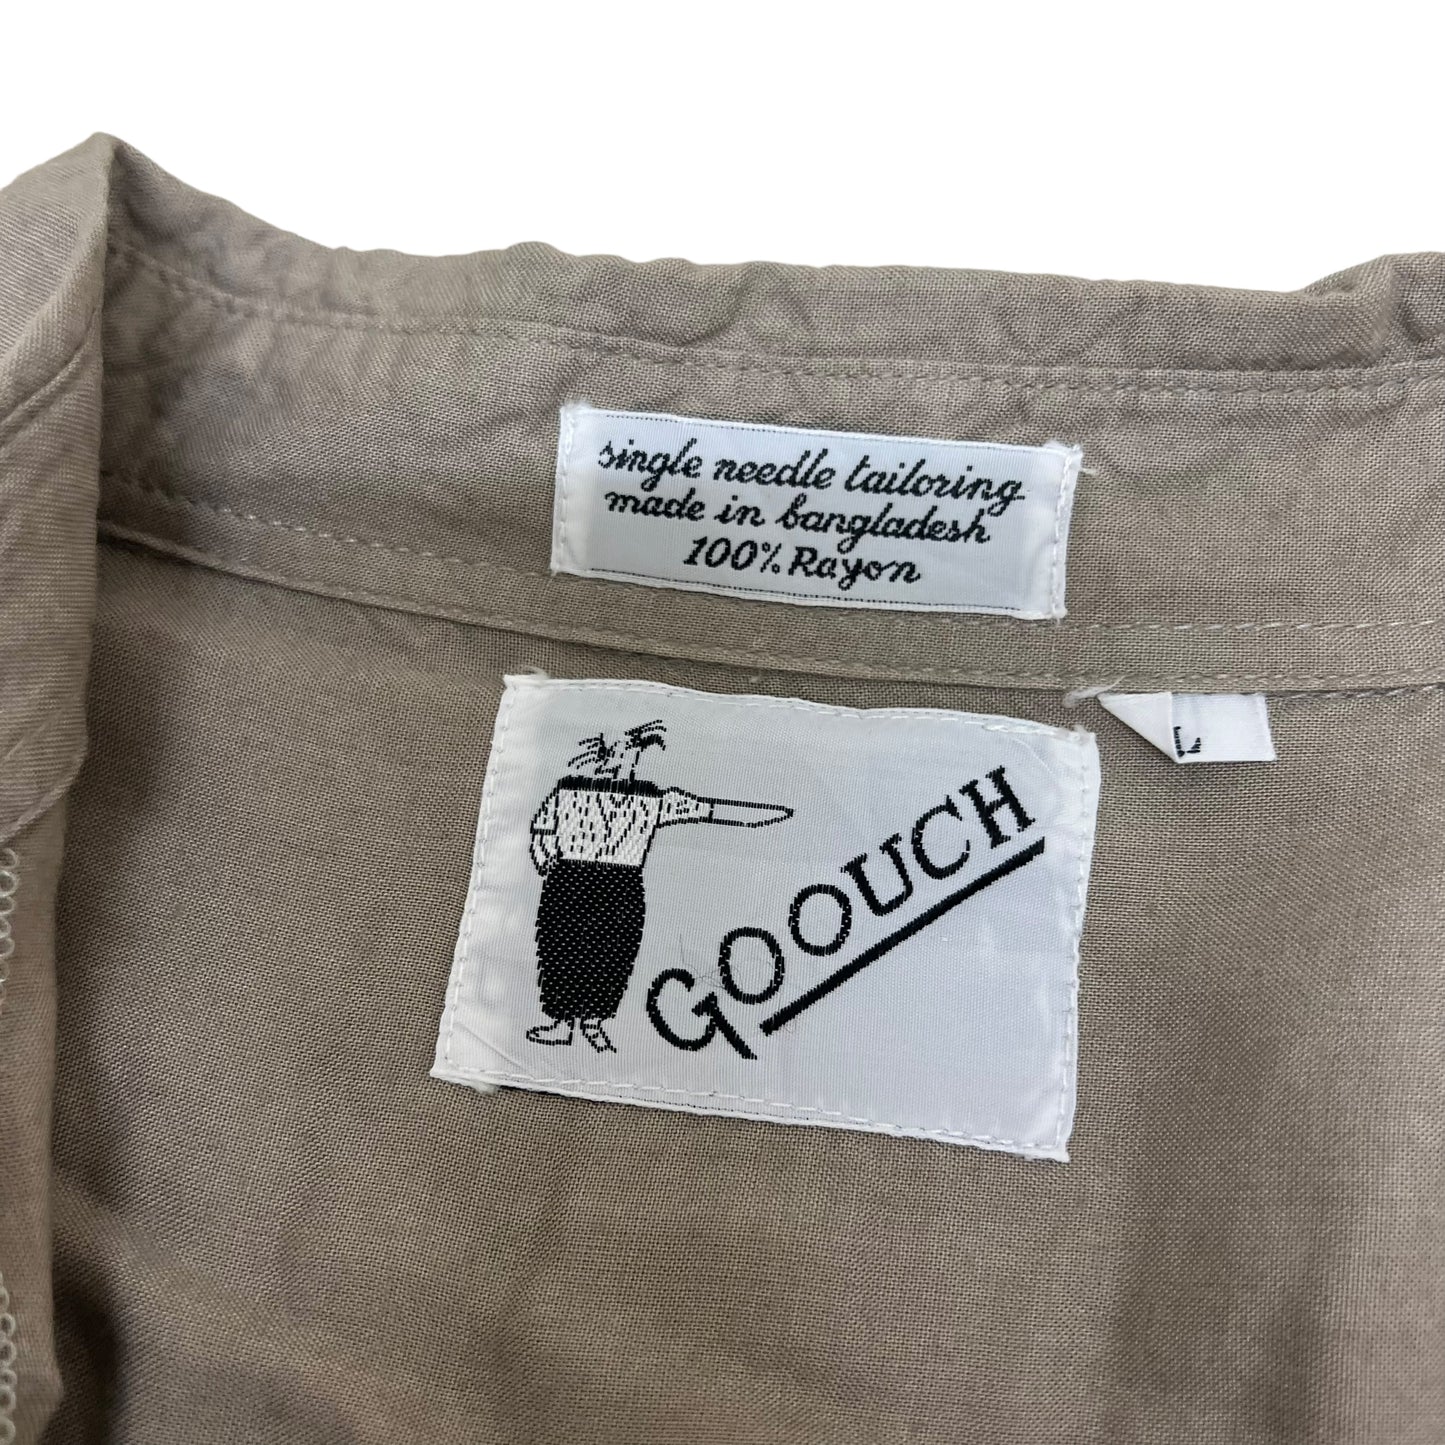 single needle tailoring
made in bangladesh
100% Rayon
L
GOOUCH